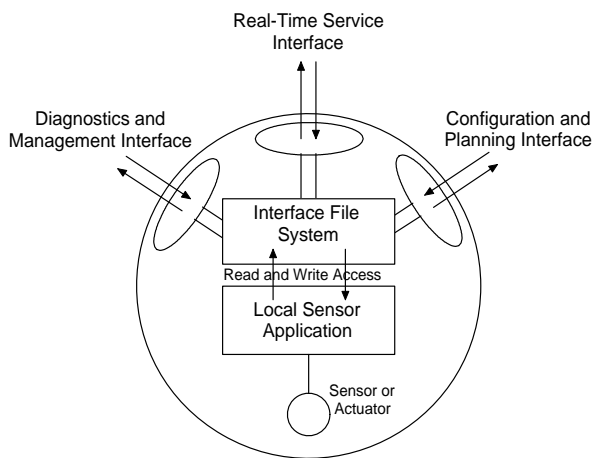 Real-Time Service
Interface
Diagnostics and
Management Interface
Configuration and
Planning Interface
Interface File
System
Read and Write Access
Local Sensor
Application
Sensor or
Actuator